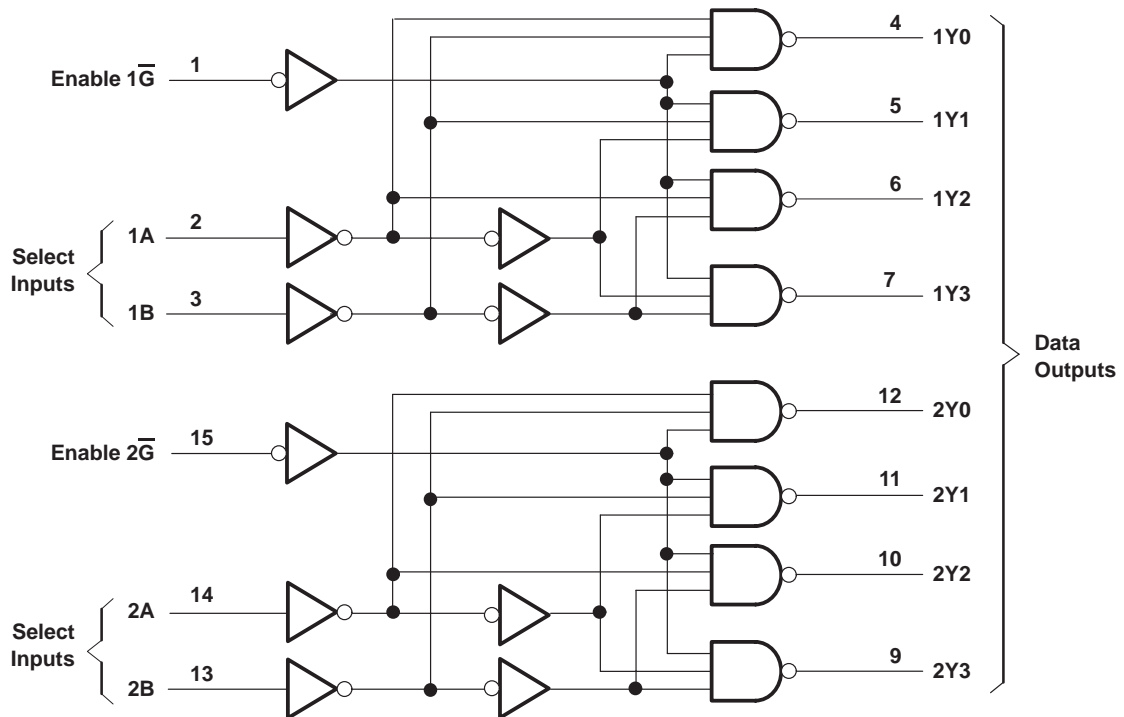 4
1Y0
Enable 1G̅
1
5
1Y1
6
1Y2
Select
Inputs
1A
2
1B
3
7
1Y3
Data
Outputs
12
2Y0
Enable 2G̅
15
11
2Y1
10
2Y2
Select
Inputs
2A
14
2B
13
9
2Y3